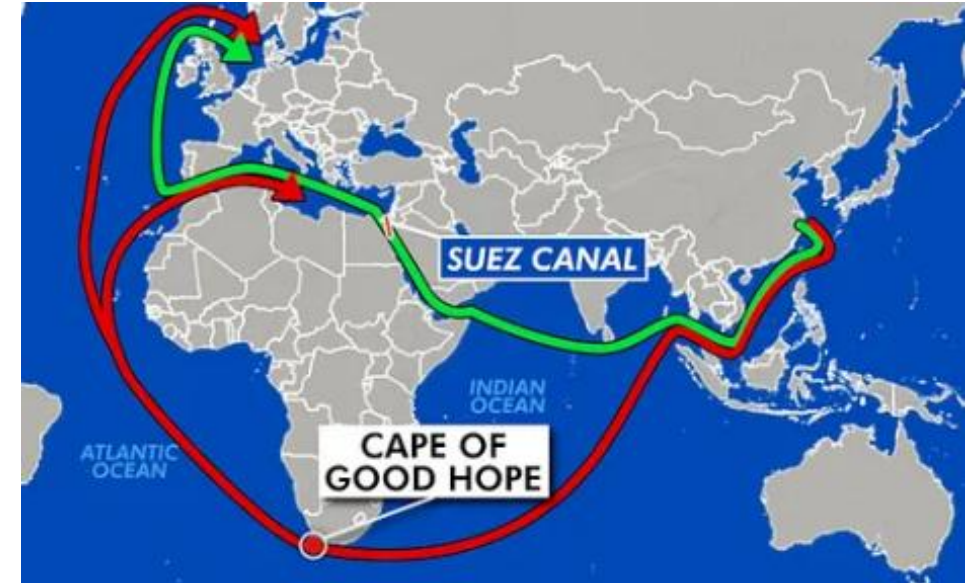 SUEZ CANAL
INDIAN
OCEAN
CAPE OF
GOOD HOPE
ATLANTIC
OCEAN